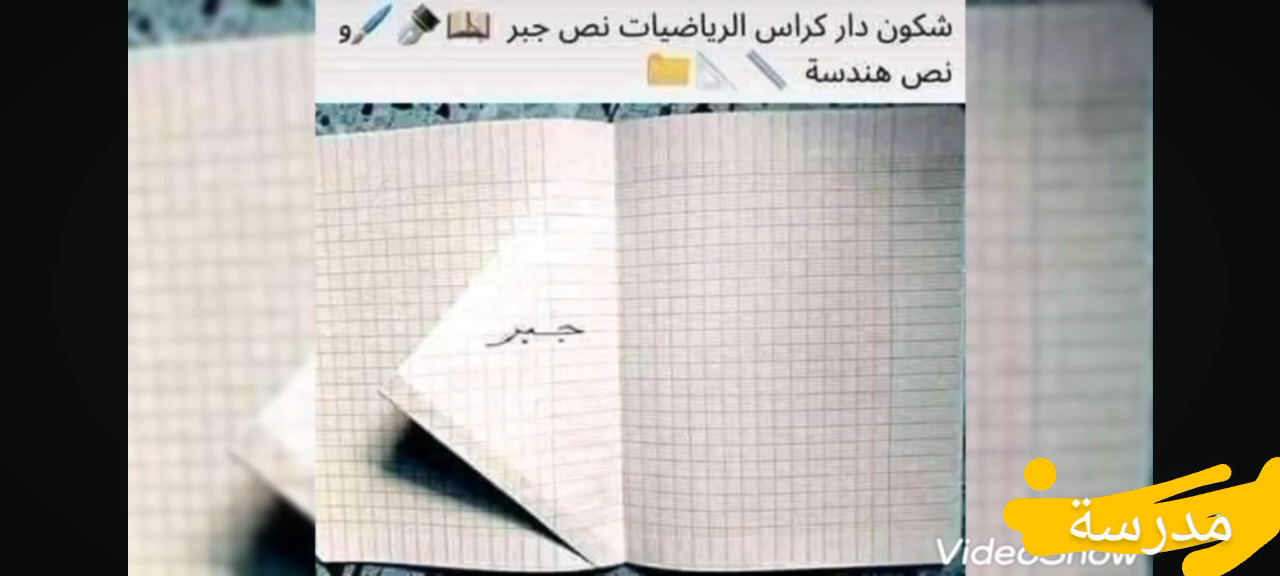 شكون دار كراس الرياضيات نص جبر 📖✒️🖌️و
نص هندسة 📏📐📁
جبر
مدرسة
VideoShow